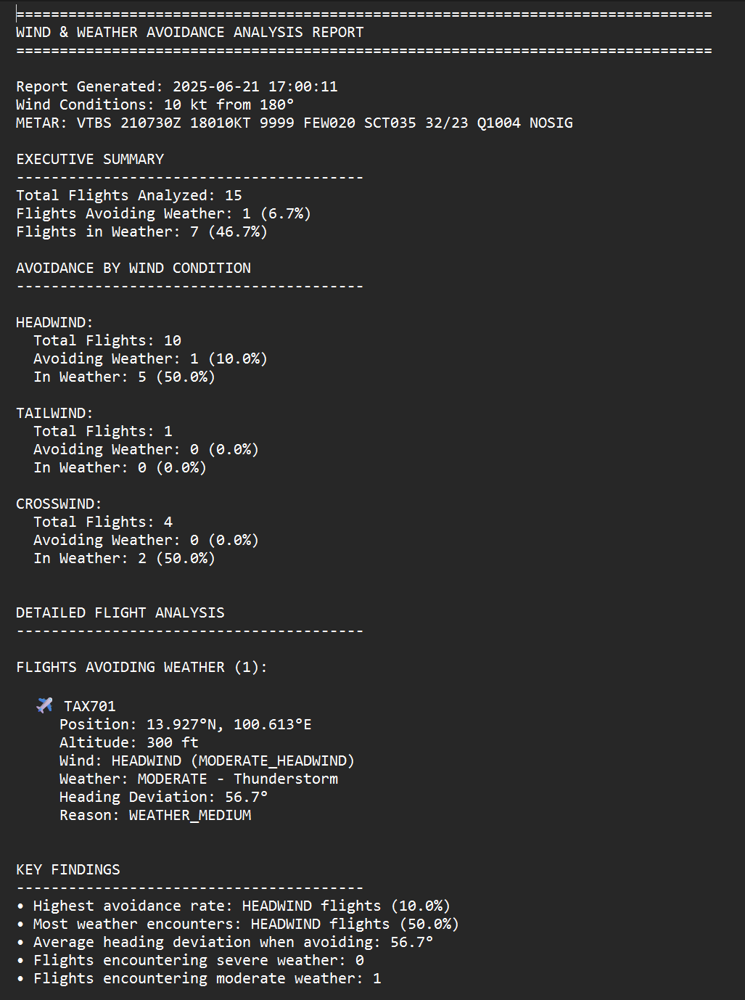 ================================================================================
WIND & WEATHER AVOIDANCE ANALYSIS REPORT
================================================================================
Report Generated: 2025-06-21 17:00:11
Wind Conditions: 10 kt from 180°
METAR: VTBS 210730Z 18010KT 9999 FEW020 SCT035 32/23 Q1004 NOSIG
EXECUTIVE SUMMARY
----------------------------------------
Total Flights Analyzed: 15
Flights Avoiding Weather: 1 (6.7%)
Flights in Weather: 7 (46.7%)
AVOIDANCE BY WIND CONDITION
----------------------------------------
HEADWIND:
Total Flights: 10
Avoiding Weather: 1 (10.0%)
In Weather: 5 (50.0%)
TAILWIND:
Total Flights: 1
Avoiding Weather: 0 (0.0%)
In Weather: 0 (0.0%)
CROSSWIND:
Total Flights: 4
Avoiding Weather: 0 (0.0%)
In Weather: 2 (50.0%)
DETAILED FLIGHT ANALYSIS
----------------------------------------
FLIGHTS AVOIDING WEATHER (1):
✈️ TAX701
Position: 13.927°N, 100.613°E
Altitude: 300 ft
Wind: HEADWIND (MODERATE_HEADWIND)
Weather: MODERATE - Thunderstorm
Heading Deviation: 56.7°
Reason: WEATHER_MEDIUM
KEY FINDINGS
----------------------------------------
• Highest avoidance rate: HEADWIND flights (10.0%)
• Most weather encounters: HEADWIND flights (50.0%)
• Average heading deviation when avoiding: 56.7°
• Flights encountering severe weather: 0
• Flights encountering moderate weather: 1